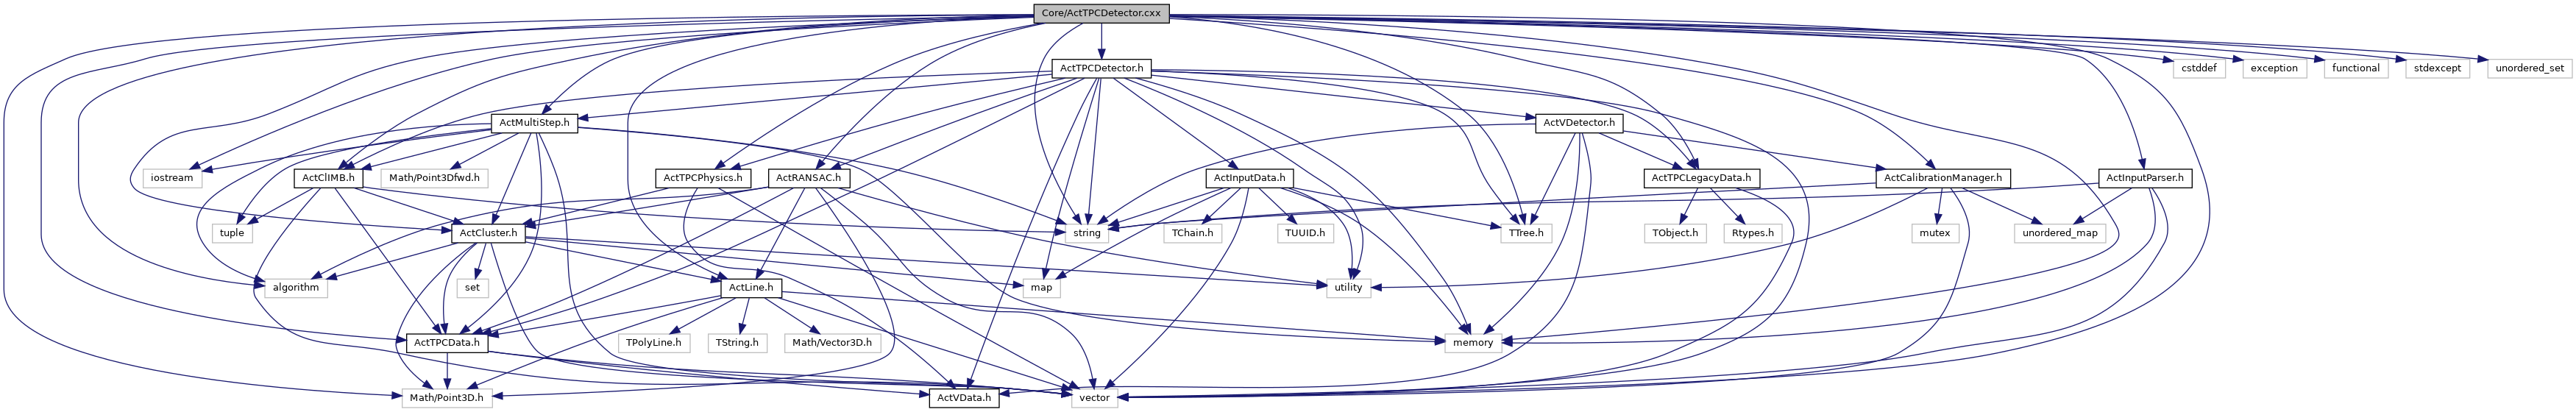 Core/ActTPCDetector.cxx
ActTPCDetector.h
cstddef
exception
functional
stdexcept
unordered_set
ActMultiStep.h
ActVDetector.h
iostream
ActClIMB.h
Math/Point3Dfwd.h
ActTPCPhysics.h
ActRANSAC.h
ActInputData.h
ActTPCLegacyData.h
ActCalibrationManager.h
ActInputParser.h
tuple
ActCluster.h
string
TChain.h
TUUID.h
TTree.h
TObject.h
Rtypes.h
mutex
unordered_map
algorithm
set
ActLine.h
map
utility
ActTPCData.h
TPolyLine.h
TString.h
Math/Vector3D.h
memory
Math/Point3D.h
ActVData.h
vector